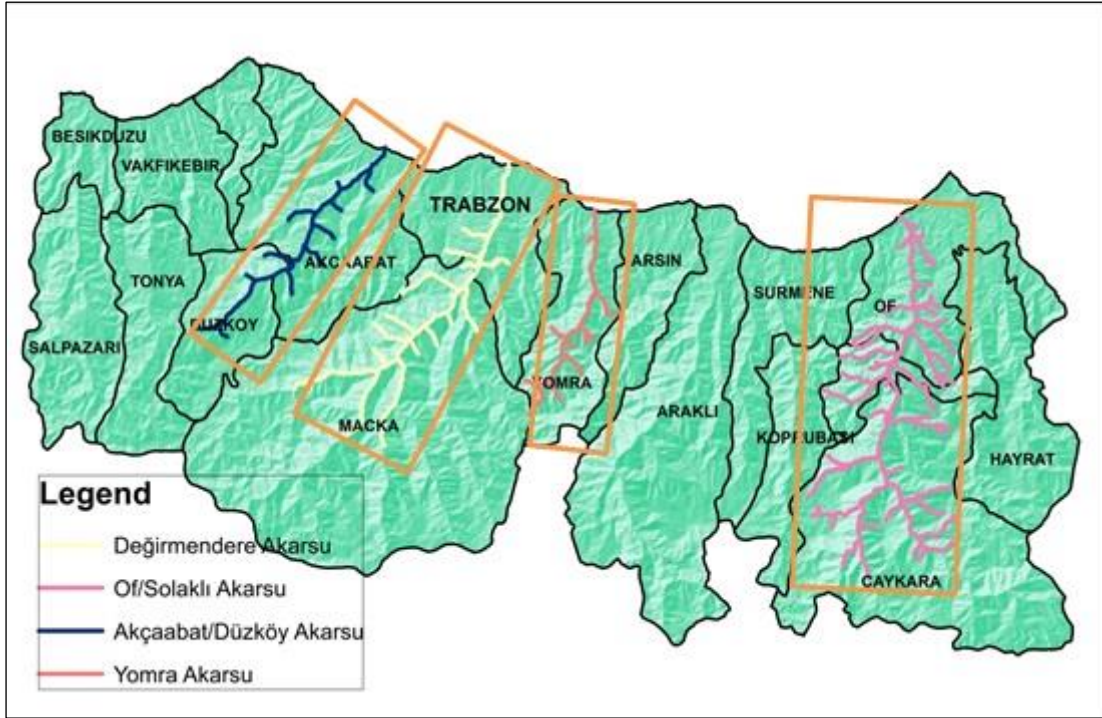 BESIKDUZU
VAKFIKEBIR
TRABZON
AKCAABAT
ARSIN
TONYA
SURMENE
OF
DUZKOY
SALPAZARI
YOMRA
ARAKLI
MACKA
KOPRUBASI
HAYRAT
CAYKARA
Legend
Değirmendere Akarsu
Of/Solaklı Akarsu
Akçaabat/Düzköy Akarsu
Yomra Akarsu